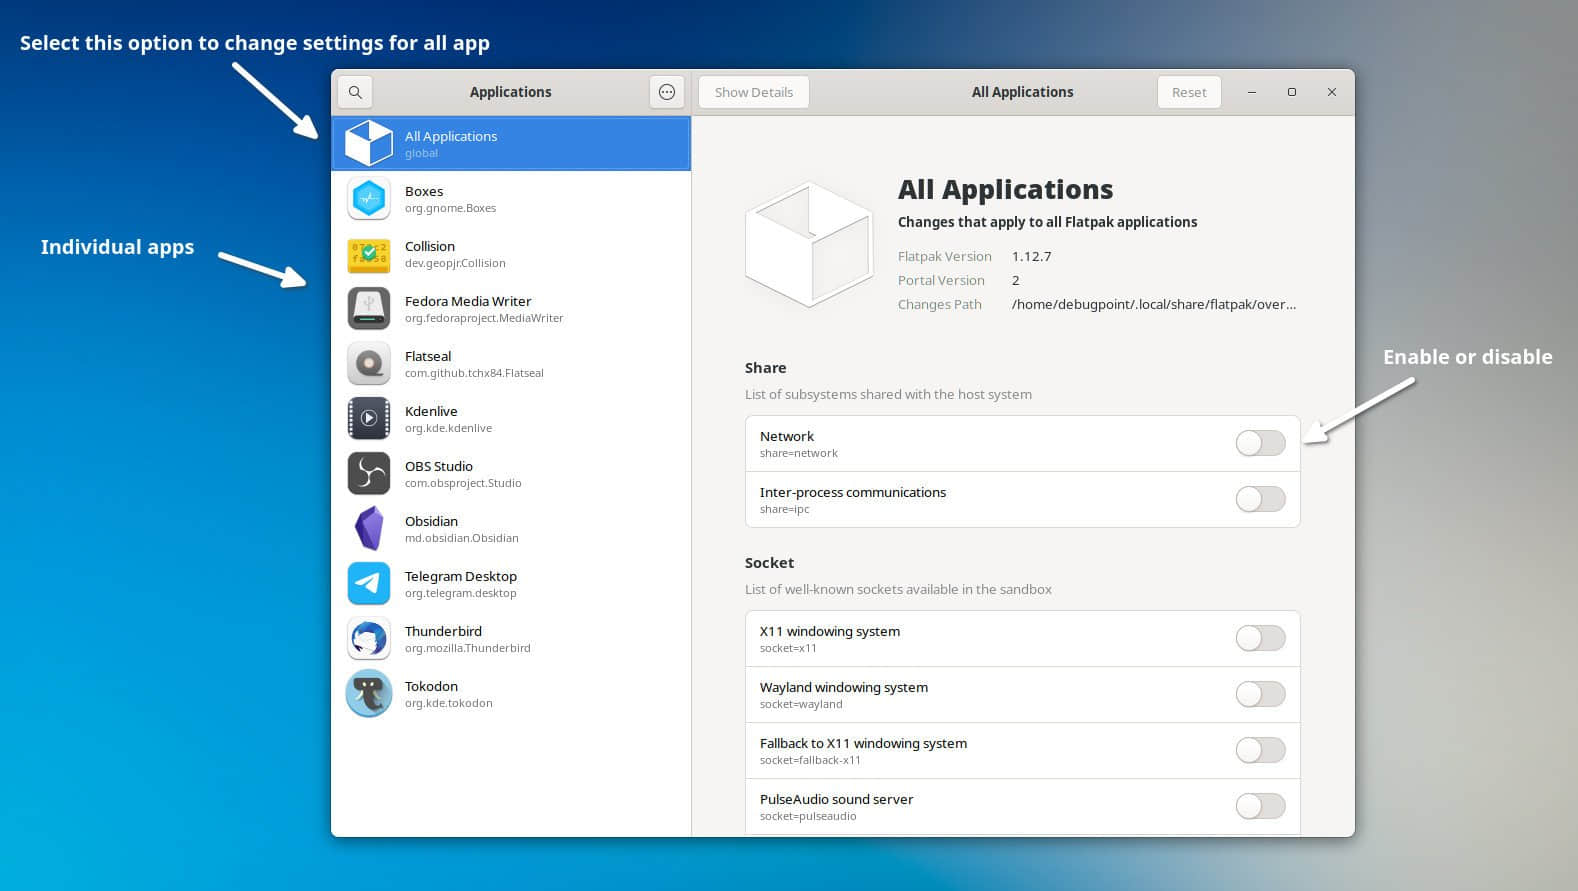 Select this option to change settings for all app
Applications
Show Details
All Applications
Reset
All Applications
global
Boxes
org.gnome.Boxes
Individual apps
Collision
dev.geopjr.Collision
Fedora Media Writer
org.fedoraproject.MediaWriter
Flatseal
com.github.tchx84.Flatseal
Kdenlive
org.kde.kdenlive
OBS Studio
com.obsproject.Studio
Obsidian
md.obsidian.Obsidian
Telegram Desktop
org.telegram.desktop
Thunderbird
org.mozilla.Thunderbird
Tokodon
org.kde.tokodon
All Applications
Changes that apply to all Flatpak applications
Flatpak Version 1.12.7
Portal Version 2
Changes Path /home/debugpoint/.local/share/flatpak/over...
Share
List of subsystems shared with the host system
Enable or disable
Network
share=network
Inter-process communications
share=ipc
Socket
List of well-known sockets available in the sandbox
X11 windowing system
socket=x11
Wayland windowing system
socket=wayland
Fallback to X11 windowing system
socket=fallback-x11
PulseAudio sound server
socket=pulseaudio